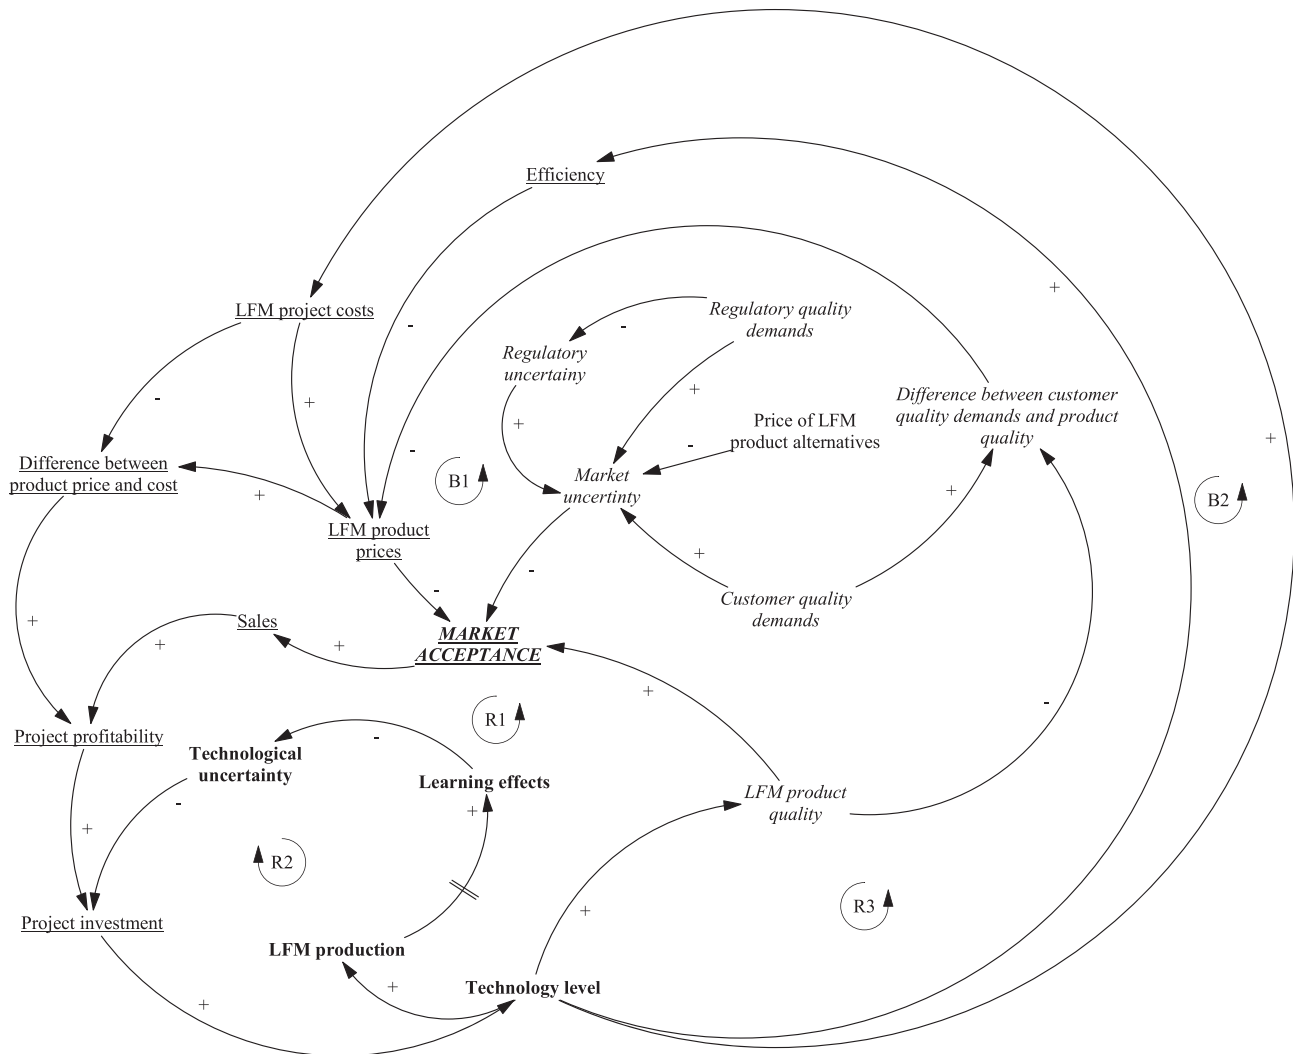 Efficiency
+
LFM project costs
Regulatory quality
demands
-
-
Regulatory
uncertainy
-
+
+
+
Difference between customer
quality demands and product
quality
Price of LFM
product alternatives
+
-
-
+
Difference between
product price and cost
B1
Market
uncertinty
+
+
B2
LFM product
prices
+
-
-
Customer quality
demands
+
Sales
+
+
MARKET
ACCEPTANCE
+
-
R1
Project profitability
-
Technological
uncertainty
Learning effects
LFM product
quality
-
+
+
R2
R3
+
Project investment
LFM production
+
Technology level
+